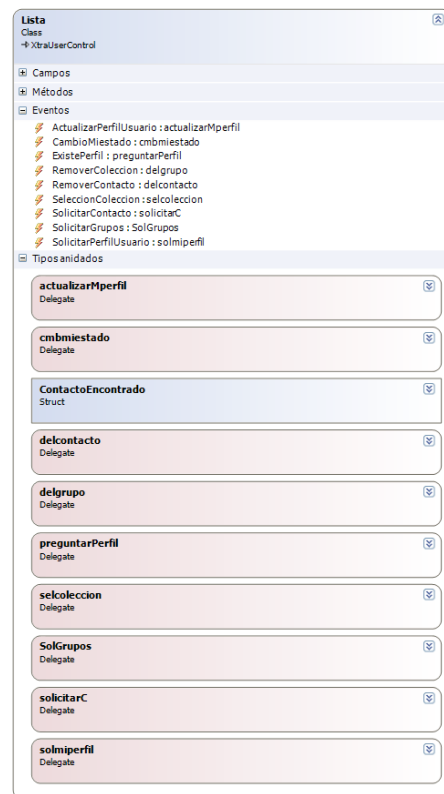 Lista
Class
XtraUserControl
Campos
Métodos
Eventos
ActualizarPerfilUsuario : actualizarMperfil
CambioMiestado : cmbmiestado
ExistePerfil : preguntarPerfil
RemoverColeccion : delgrupo
RemoverContacto : delcontacto
SeleccionColeccion : selcoleccion
SolicitarContacto : solicitarC
SolicitarGrupos : SolGrupos
SolicitarPerfilUsuario : solmiperfil
Tipos anidados
actualizarMperfil
Delegate
cmbmiestado
Delegate
ContactoEncontrado
Struct
delcontacto
Delegate
delgrupo
Delegate
preguntarPerfil
Delegate
selcoleccion
Delegate
SolGrupos
Delegate
solicitarC
Delegate
solmiperfil
Delegate